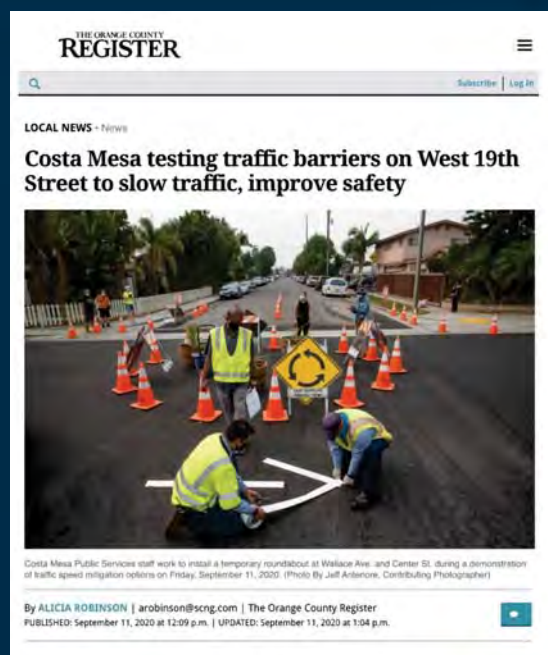 THE ORANGE COUNTY
REGISTER
Subscribe | Log In
LOCAL NEWS • News
Costa Mesa testing traffic barriers on West 19th
Street to slow traffic, improve safety
Costa Mesa Public Services staff work to install a temporary roundabout at Wallace Ave. and Center St. during a demonstration
of traffic speed mitigation options on Friday, September 11, 2020. (Photo By Jeff Antenore, Contributing Photographer)
By ALICIA ROBINSON | arobinson@scng.com | The Orange County Register
PUBLISHED: September 11, 2020 at 12:09 p.m. | UPDATED: September 11, 2020 at 1:04 p.m.